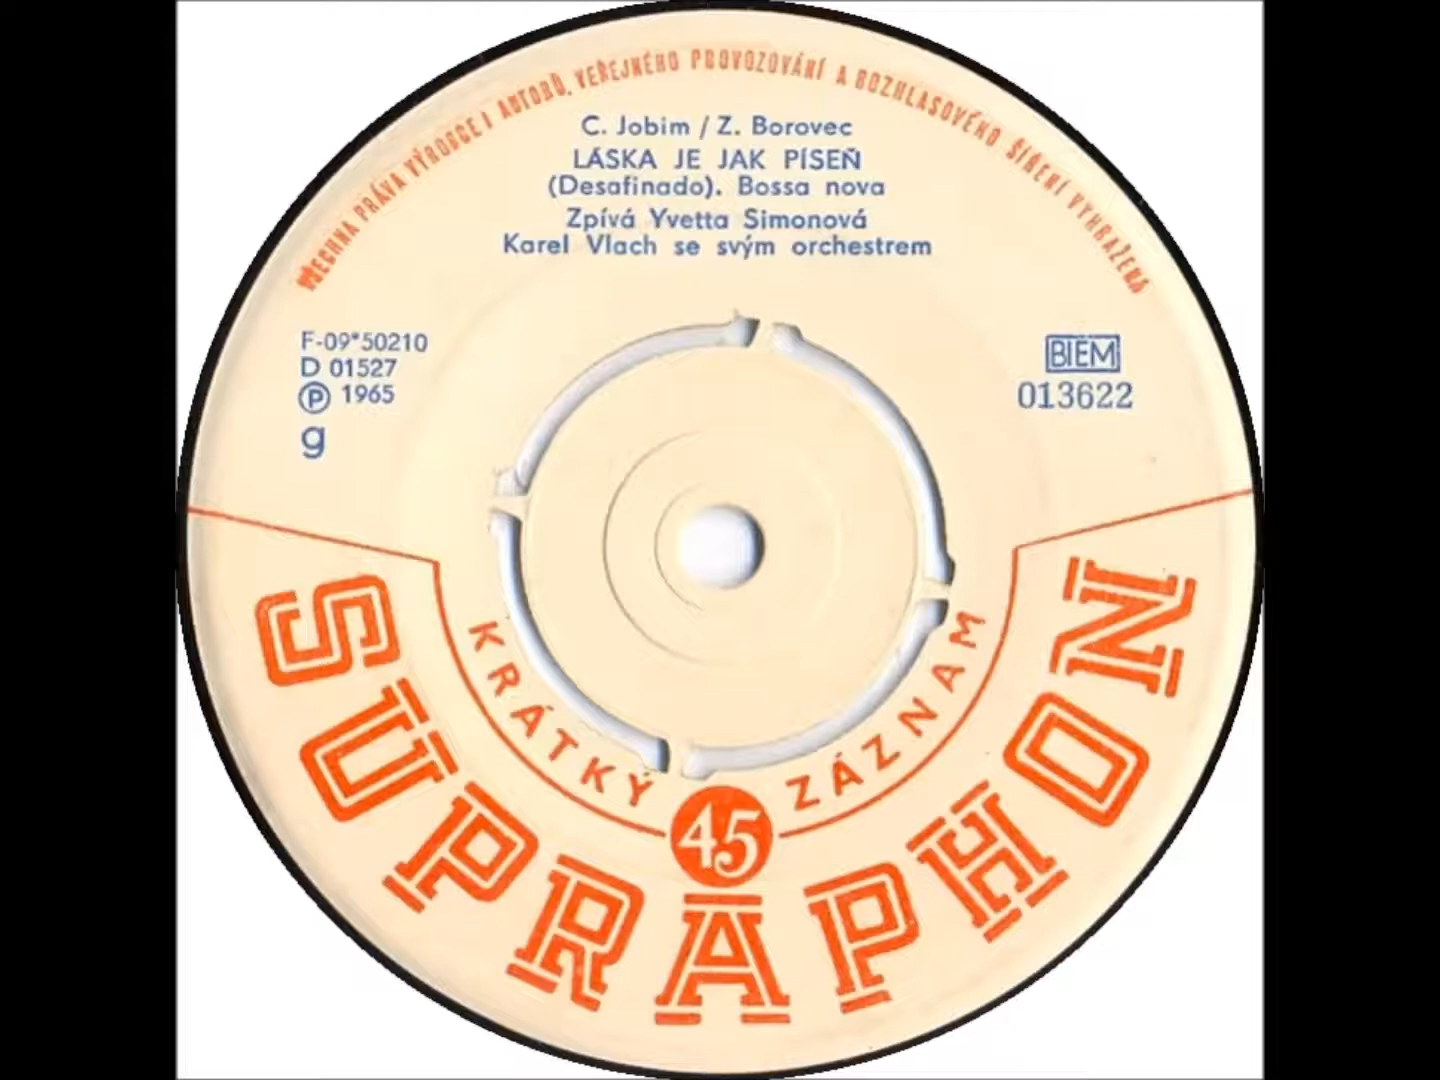 VŠECHNA PRÁVA VÝROBCE I AUTORŮ, VEŘEJNÉHO PROVOZOVÁNÍ A ROZHLASOVÉHO ŠÍŘENÍ VYHRAŽENA
C. Jobim / Z. Borovec
LÁSKA JE JAK PÍSEŇ
(Desafinado). Bossa nova
Zpívá Yvetta Simonová
Karel Vlach se svým orchestrem
F-09*50210
D 01527
Ⓟ 1965
g
BIEM
013622
KRÁTKÝ ZÁZNAM
45
SUPRAPHON